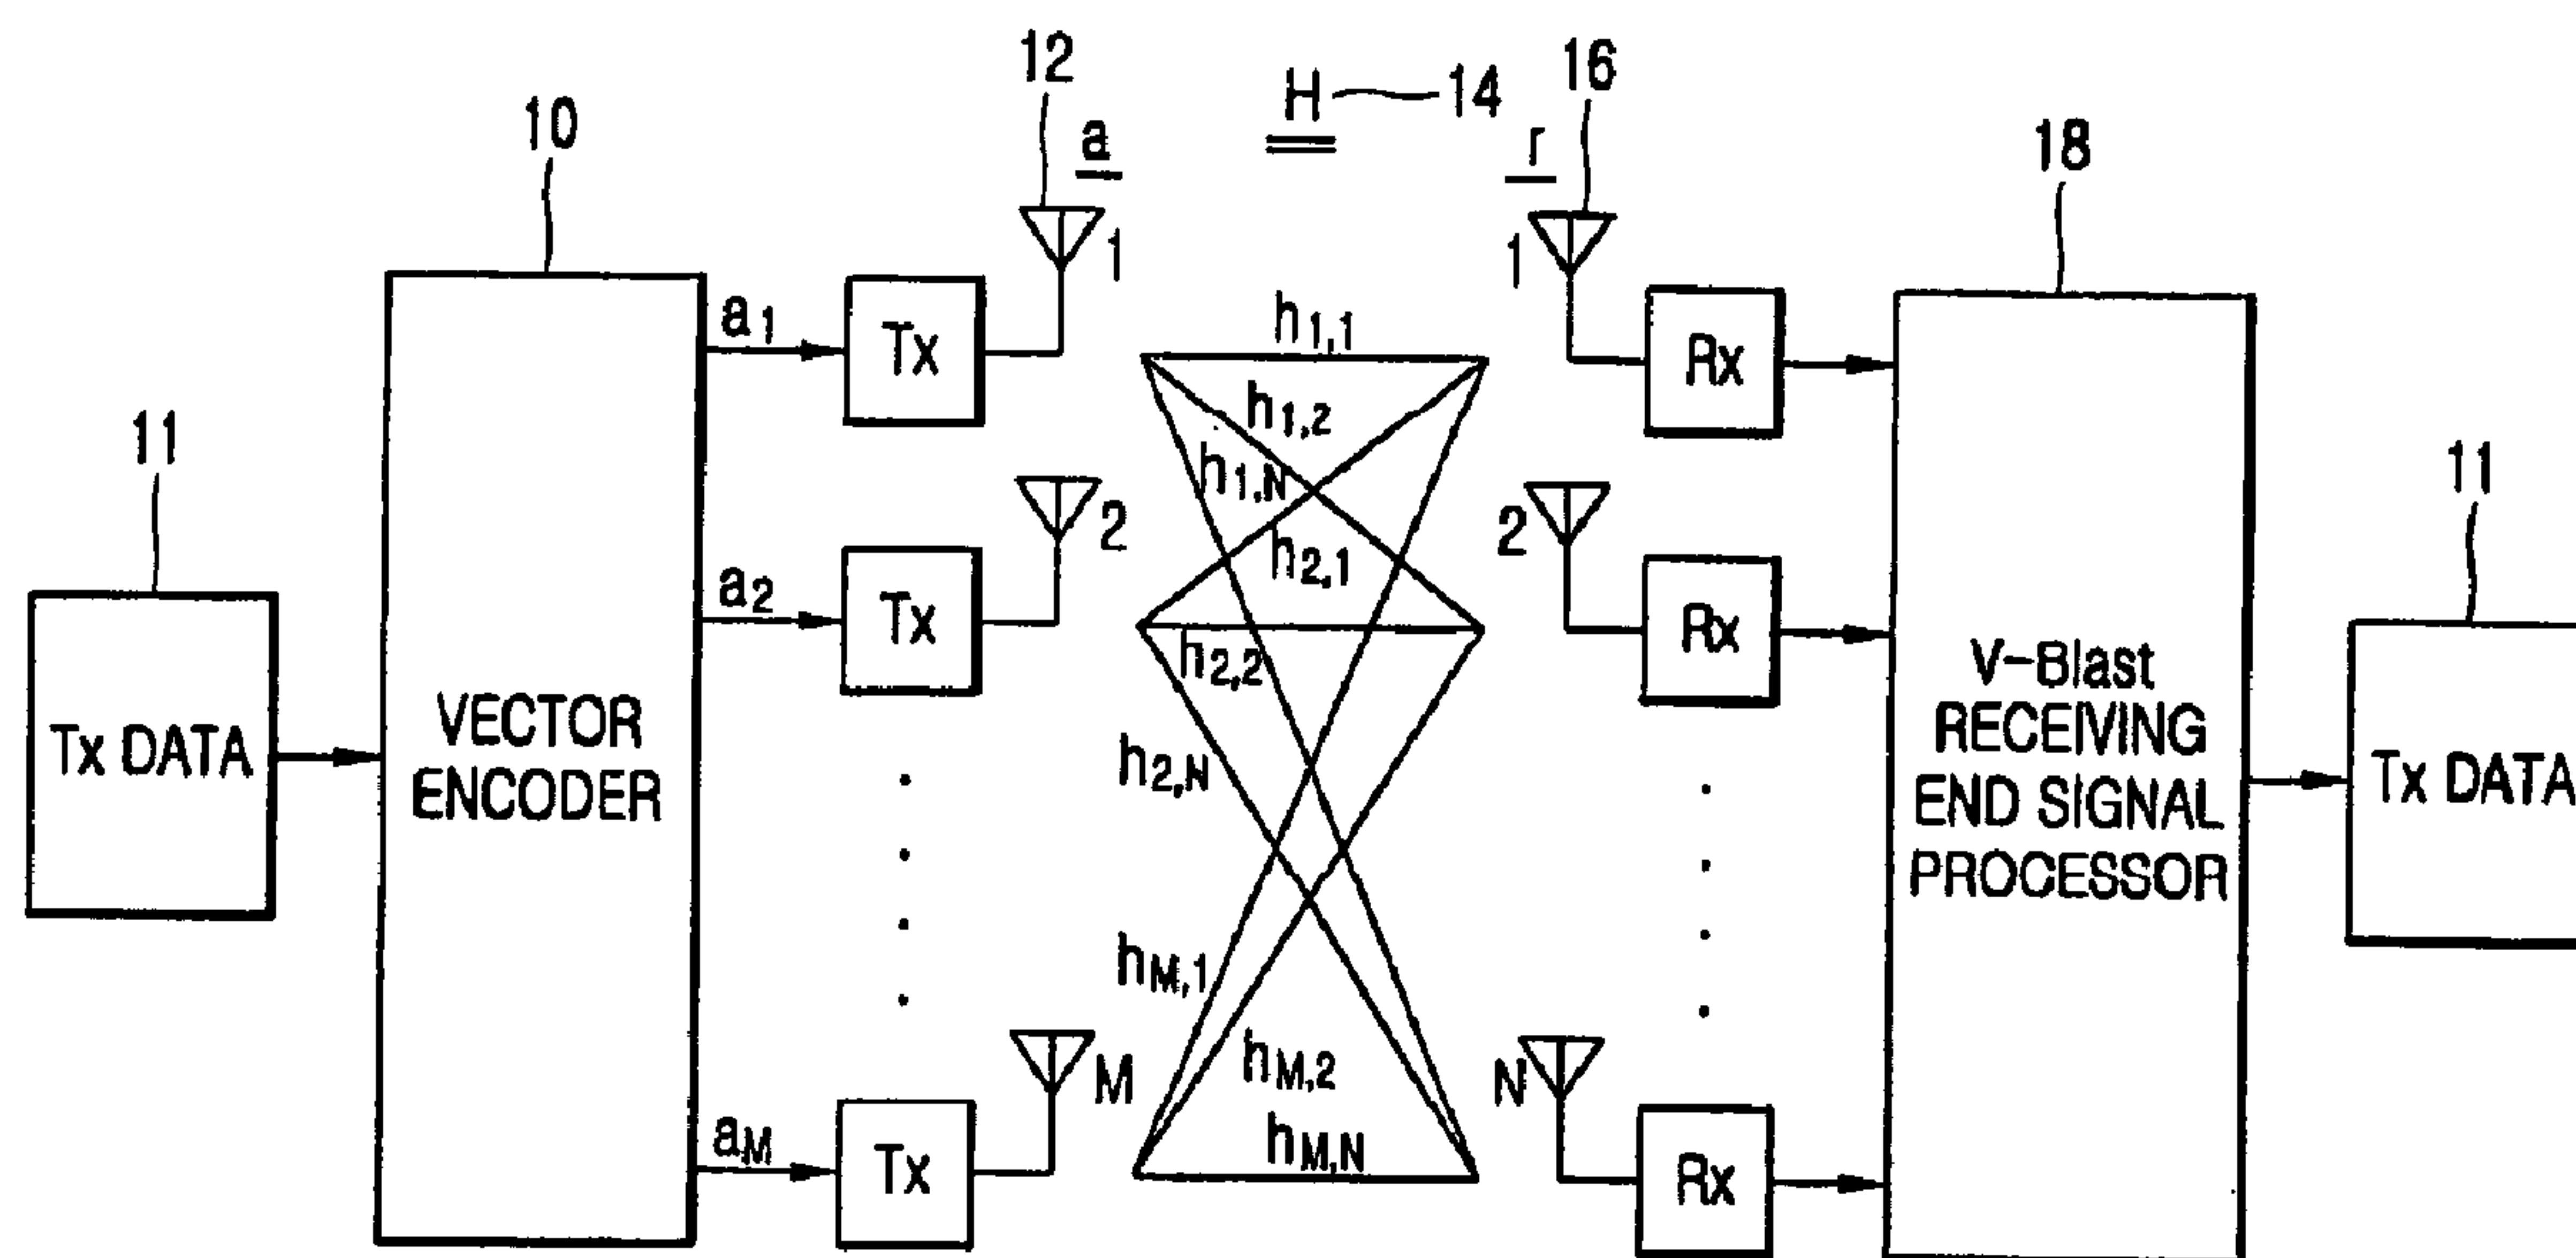 12
H
14
16
a
r
10
18
1
1
a1
Tx
h1,1
Rx
h1,2
11
h1,N
11
2
2
h2,1
a2
Tx
Rx
h2,2
Tx DATA
VECTOR
ENCODER
h2,N
V-Blast
RECEIVING
END SIGNAL
PROCESSOR
Tx DATA
hM,1
M
hM,2
N
aM
Tx
hM,N
Rx